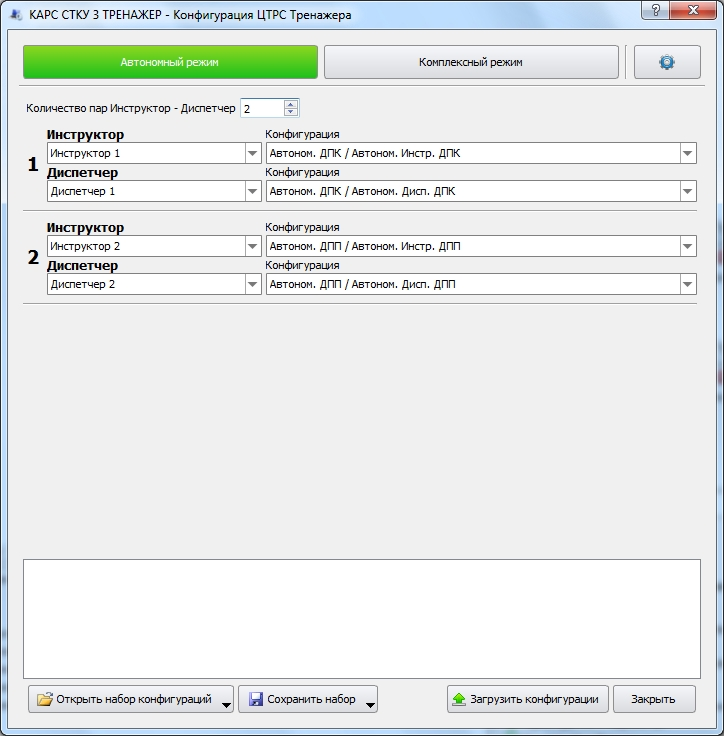 КАРС СТКУ 3 ТРЕНАЖЕР - Конфигурация ЦТРС Тренажера
?
Автономный режим
Комплексный режим
Количество пар Инструктор - Диспетчер 2
Инструктор Конфигурация
1
Инструктор 1 Автоном. ДПК / Автоном. Инстр. ДПК
Диспетчер Конфигурация
Диспетчер 1 Автоном. ДПК / Автоном. Дисп. ДПК
Инструктор Конфигурация
2
Инструктор 2 Автоном. ДПП / Автоном. Инстр. ДПП
Диспетчер Конфигурация
Диспетчер 2 Автоном. ДПП / Автоном. Дисп. ДПП
Открыть набор конфигураций Сохранить набор Загрузить конфигурации Закрыть